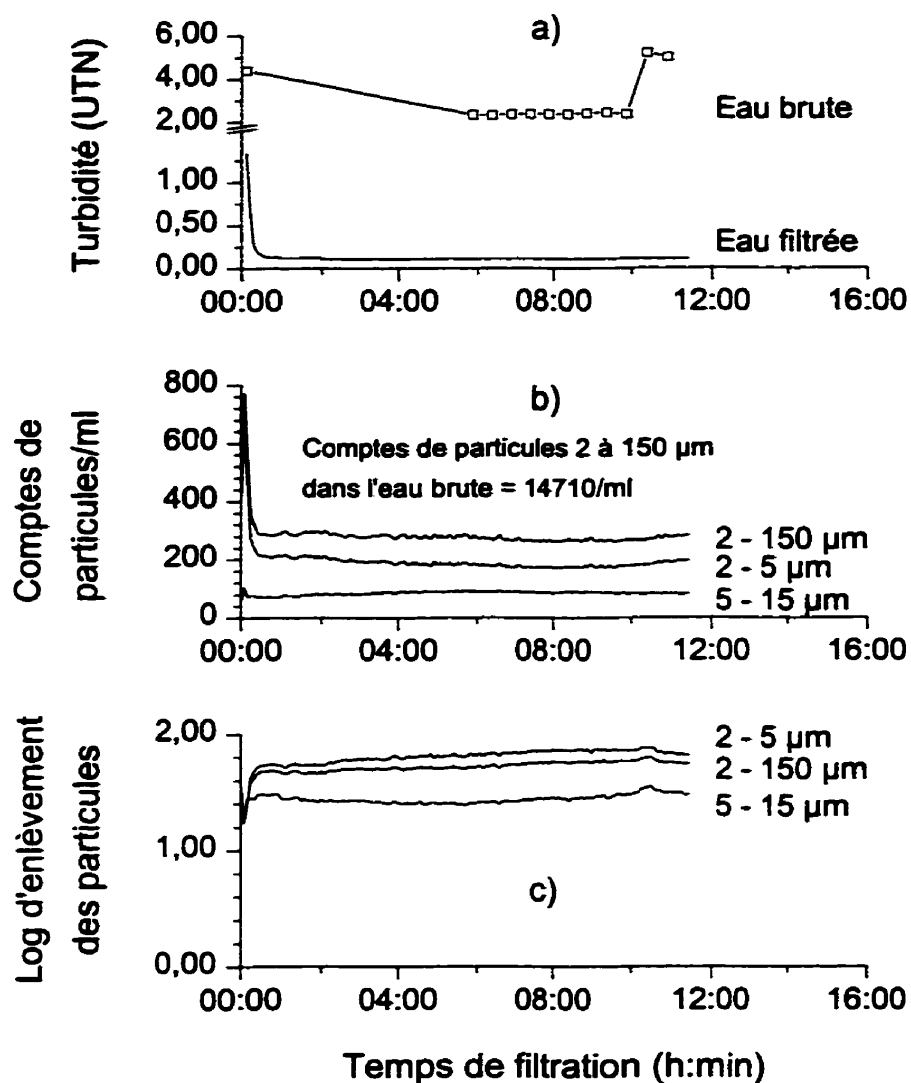 a)
Turbidité (UTN)
6,00
4,00
2,00
1,00
0,50
0,00
Eau brute
Eau filtrée
00:00 04:00 08:00 12:00 16:00
b)
Comptes de
particules/ml
800
600
400
200
0
Comptes de particules 2 à 150 µm
dans l'eau brute = 14710/ml
2 - 150 µm
2 - 5 µm
5 - 15 µm
00:00 04:00 08:00 12:00 16:00
Log d'enlèvement
des particules
2,00
1,00
0,00
2 - 5 µm
2 - 150 µm
5 - 15 µm
c)
00:00 04:00 08:00 12:00 16:00
Temps de filtration (h:min)